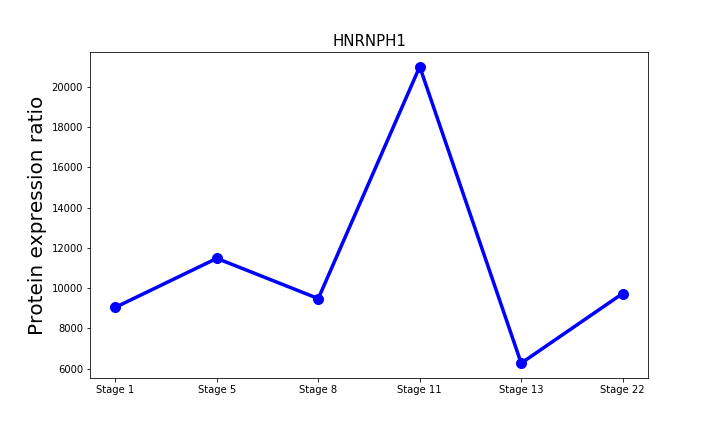 HNRNPH1
Protein expression ratio
20000
18000
16000
14000
12000
10000
8000
6000
Stage 1 Stage 5 Stage 8 Stage 11 Stage 13 Stage 22